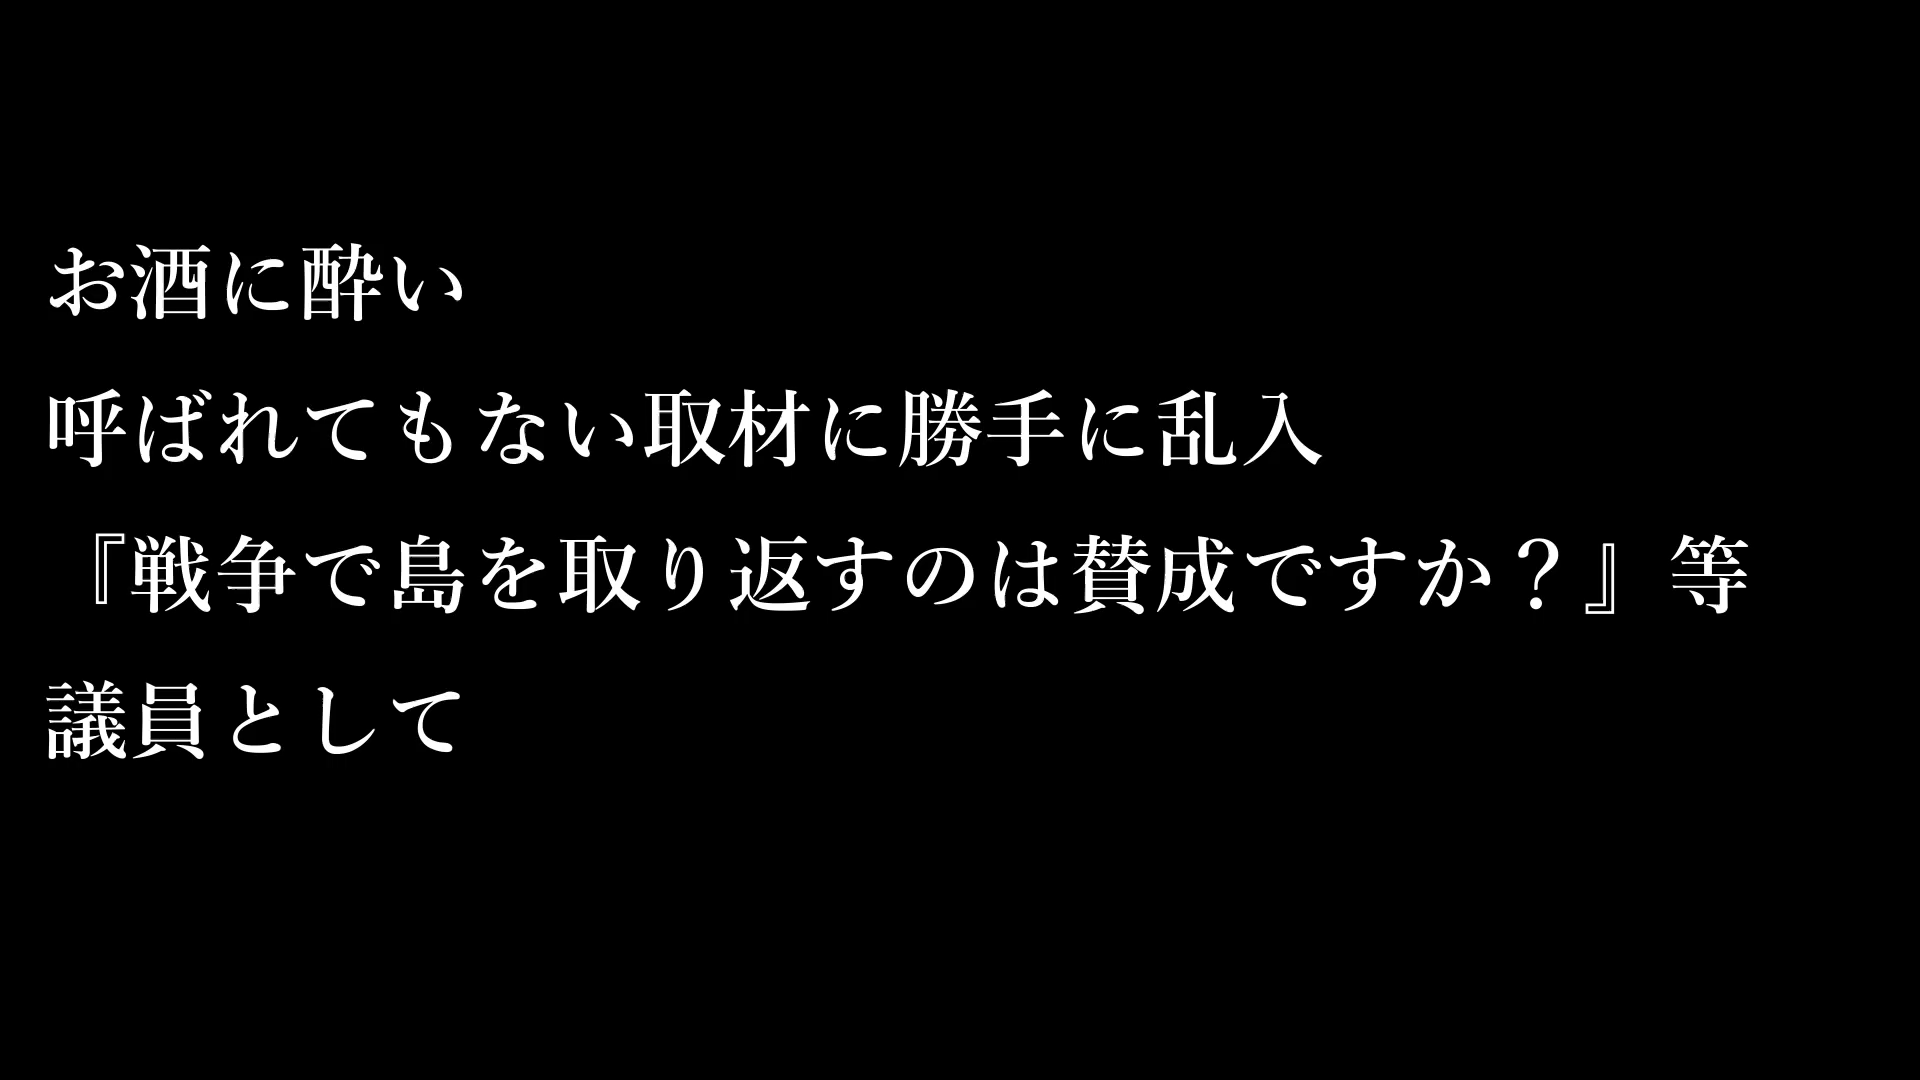 お酒に酔い
呼ばれてもない取材に勝手に乱入
『戦争で島を取り返すのは賛成ですか？』等
議員として